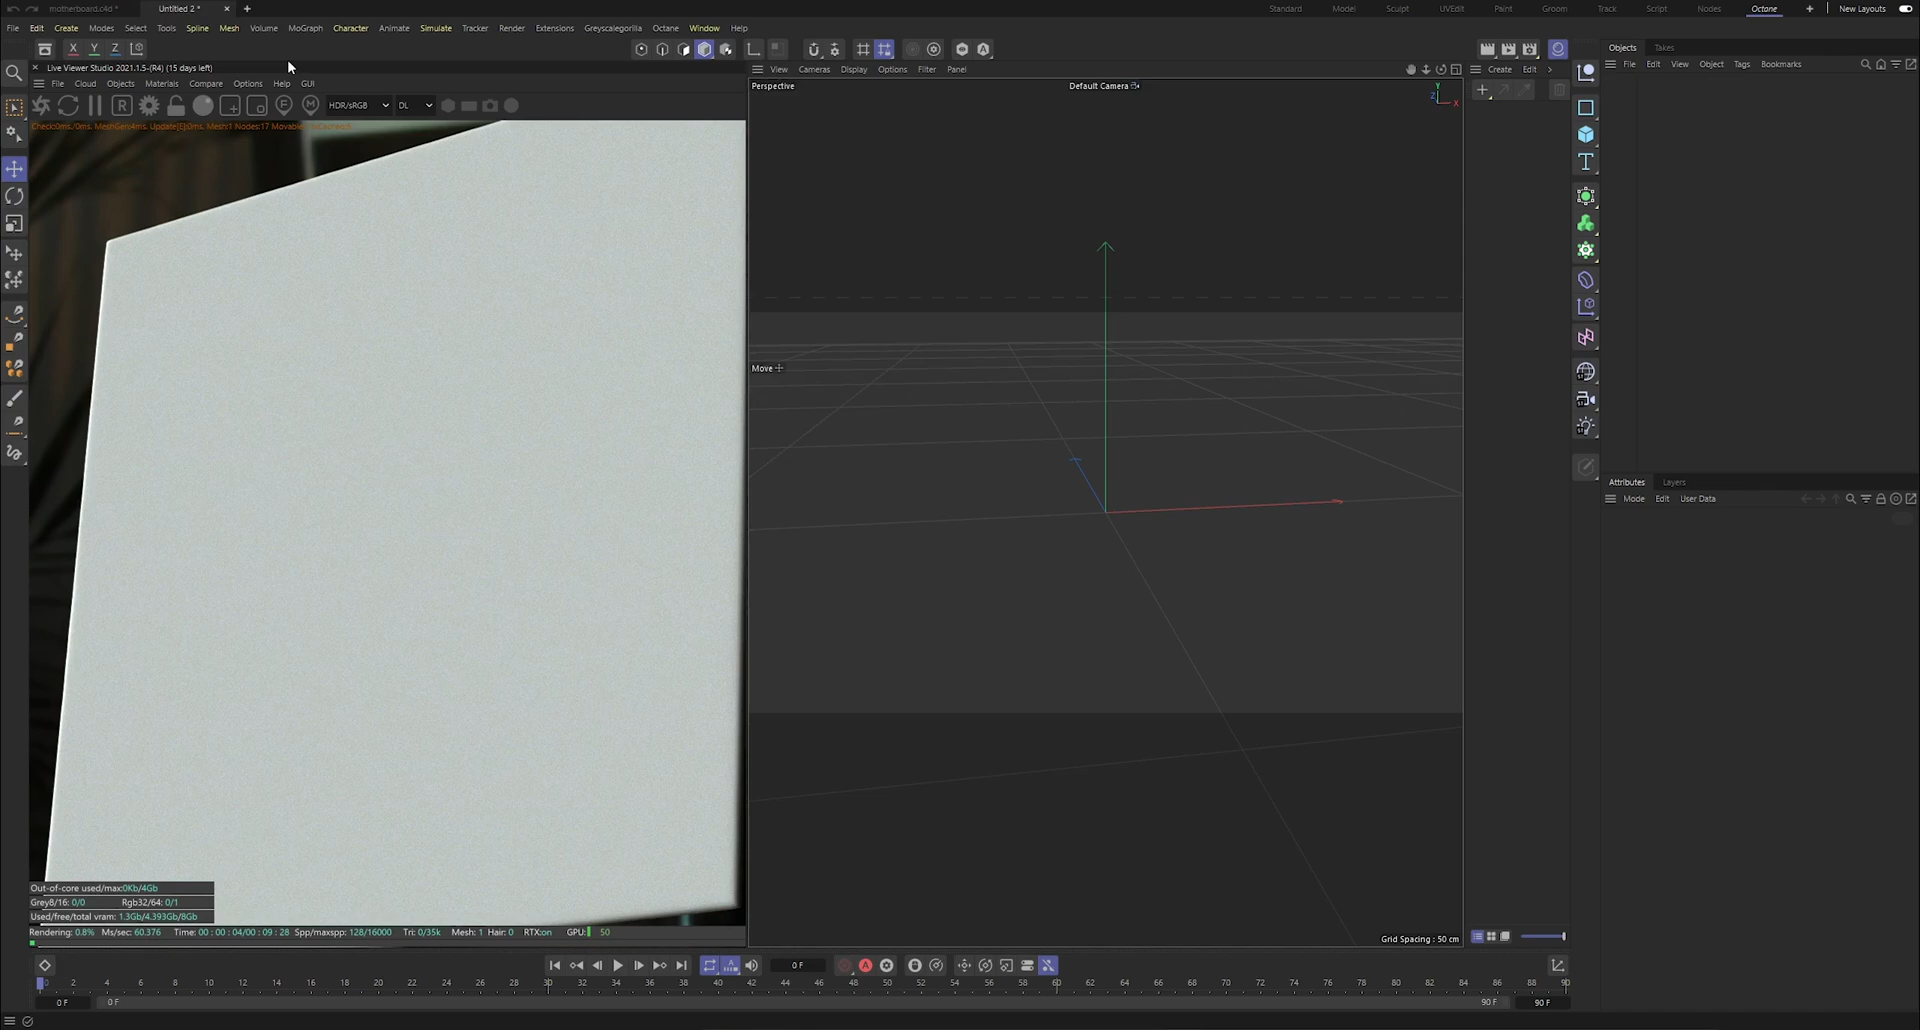 motherboard.c4d *
Untitled 2 *
Standard Model Sculpt UVEdit Paint Groom Track Script Nodes Octane New Layouts
File Edit Create Modes Select Tools Spline Mesh Volume MoGraph Character Animate Simulate Tracker Render Extensions Greyscalegorilla Octane Window Help
X Y Z
Live Viewer Studio 2021.1.5-(R4) (15 days left)
File Cloud Objects Materials Compare Options Help GUI
HDR/sRGB DL
Check:0ms./0ms. MeshGen:4ms. Update[E]:0ms. Mesh:1 Nodes:17 Movable
View Cameras Display Options Filter Panel
Perspective
Default Camera
Y
Z
X
Move
Grid Spacing : 50 cm
Create Edit
Objects Takes
File Edit View Object Tags Bookmarks
Attributes Layers
Mode Edit User Data
Out-of-core used/max:0Kb/4Gb
Grey8/16: 0/0 Rgb32/64: 0/1
Used/free/total vram: 1.3Gb/4.393Gb/8Gb
Rendering: 0.8% Ms/sec: 60.376 Time: 00 : 00 : 04/00 : 09 : 28 Spp/maxspp: 128/16000 Tri: 0/35k Mesh: 1 Hair: 0 RTX:on GPU: 50
0 F
0 2 4 6 8 10 12 14 16 18 20 22 24 26 28 30 32 34 36 38 40 42 44 46 48 50 52 54 56 58 60 62 64 66 68 70 72 74 76 78 80 82 84 86 88 90
0 F 0 F 90 F 90 F